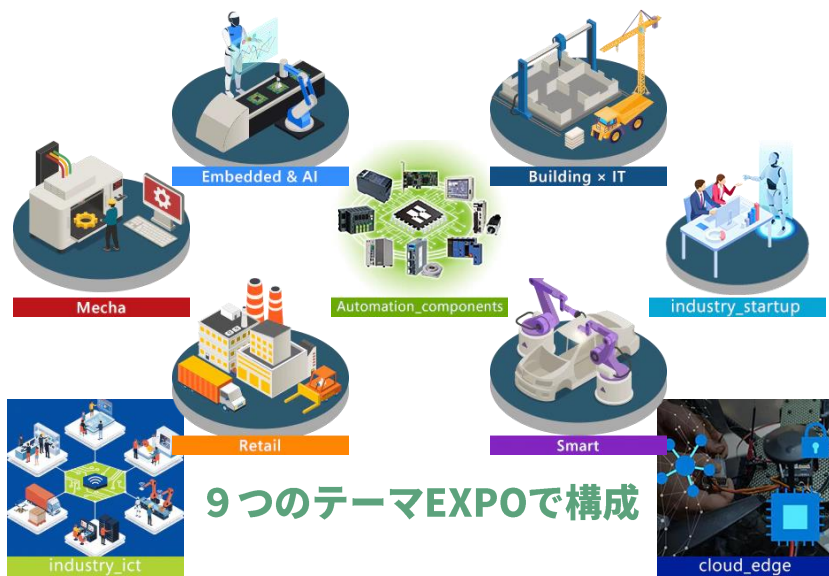 Embedded & AI
Building × IT
Mecha
Automation_components
industry_startup
Retail
Smart
９つのテーマEXPOで構成
industry_ict
cloud_edge